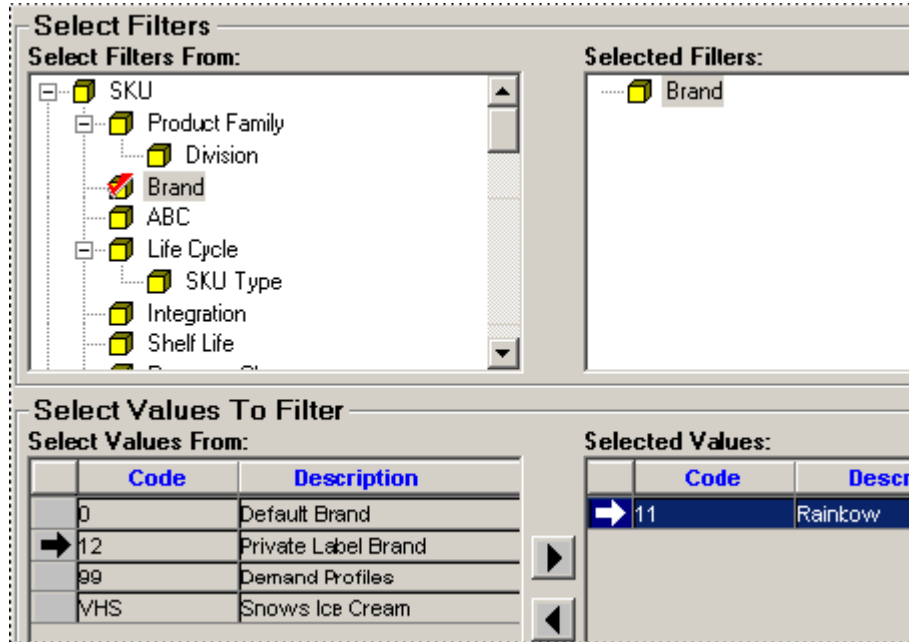 Select Filters
Select Filters From:
SKU
Product Family
Division
Brand
ABC
Life Cycle
SKU Type
Integration
Shelf Life
Selected Filters:
Brand
Select Values To Filter
Select Values From:
Code Description
0 Default Brand
12 Private Label Brand
99 Demand Profiles
VHS Snows Ice Cream
Selected Values:
Code Descr
11 Rainbow